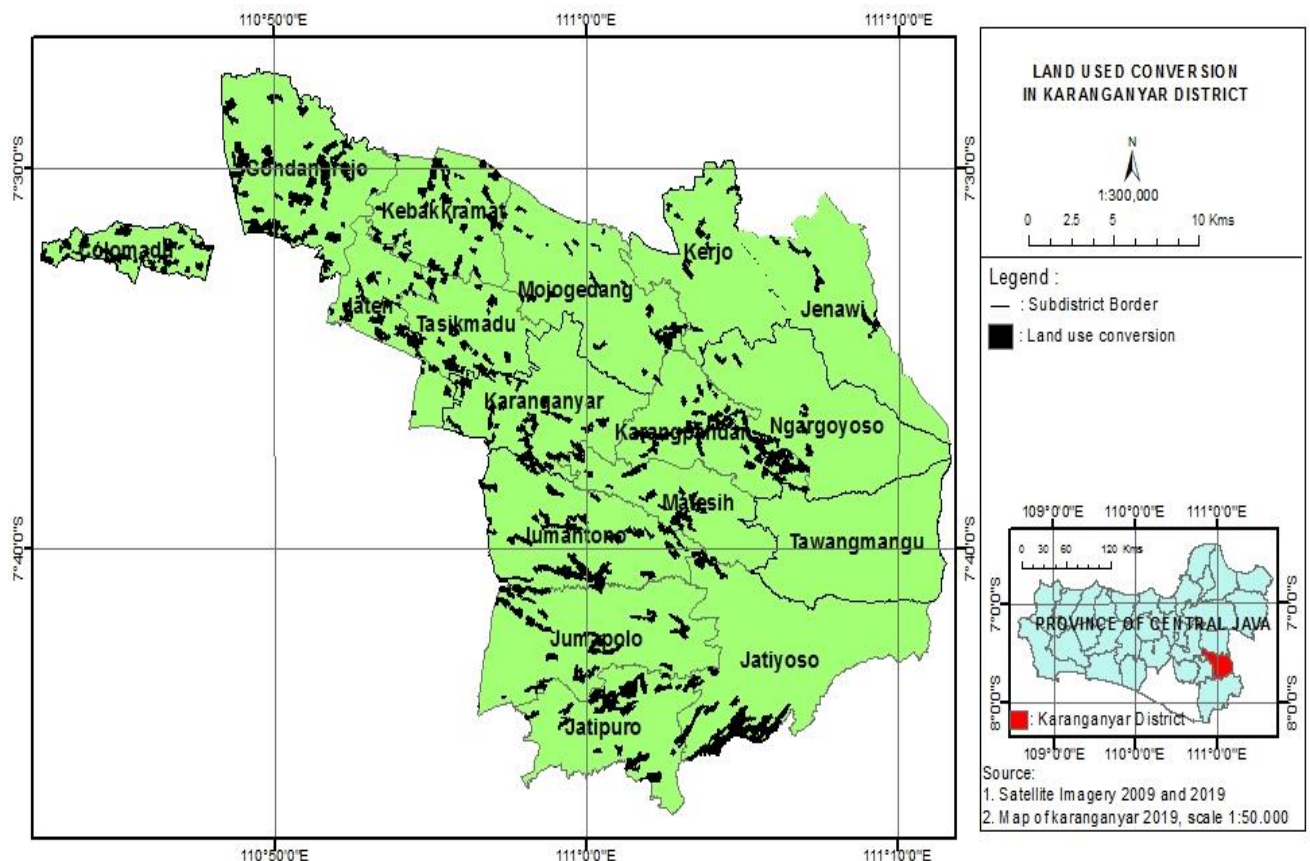 110°50'0"E
111°0'0"E
111°10'0"E
7°30'0"S
7°30'0"S
7°40'0"S
7°40'0"S
Gondangrejo
Kebakkramat
Colomadu
Kerjo
Jaten
Mojogedang
Jenawi
Tasikmadu
Karanganyar
Karangpandan
Ngargoyoso
Matesih
Jumantono
Tawangmangu
Jumapolo
Jatiyoso
Jatipuro
110°50'0"E
111°0'0"E
111°10'0"E
LAND USED CONVERSION
IN KARANGANYAR DISTRICT
N
1:300,000
0 2.5 5 10 Kms
Legend :
: Subdistrict Border
: Land use conversion
109°0'0"E
110°0'0"E
111°0'0"E
0 30 60 120 Kms
7°0'0"S
7°0'0"S
PROVINCE OF CENTRAL JAVA
8°0'0"S
8°0'0"S
: Karanganyar District
109°0'0"E
110°0'0"E
111°0'0"E
Source:
1. Satellite Imagery 2009 and 2019
2. Map of karanganyar 2019, scale 1:50.000